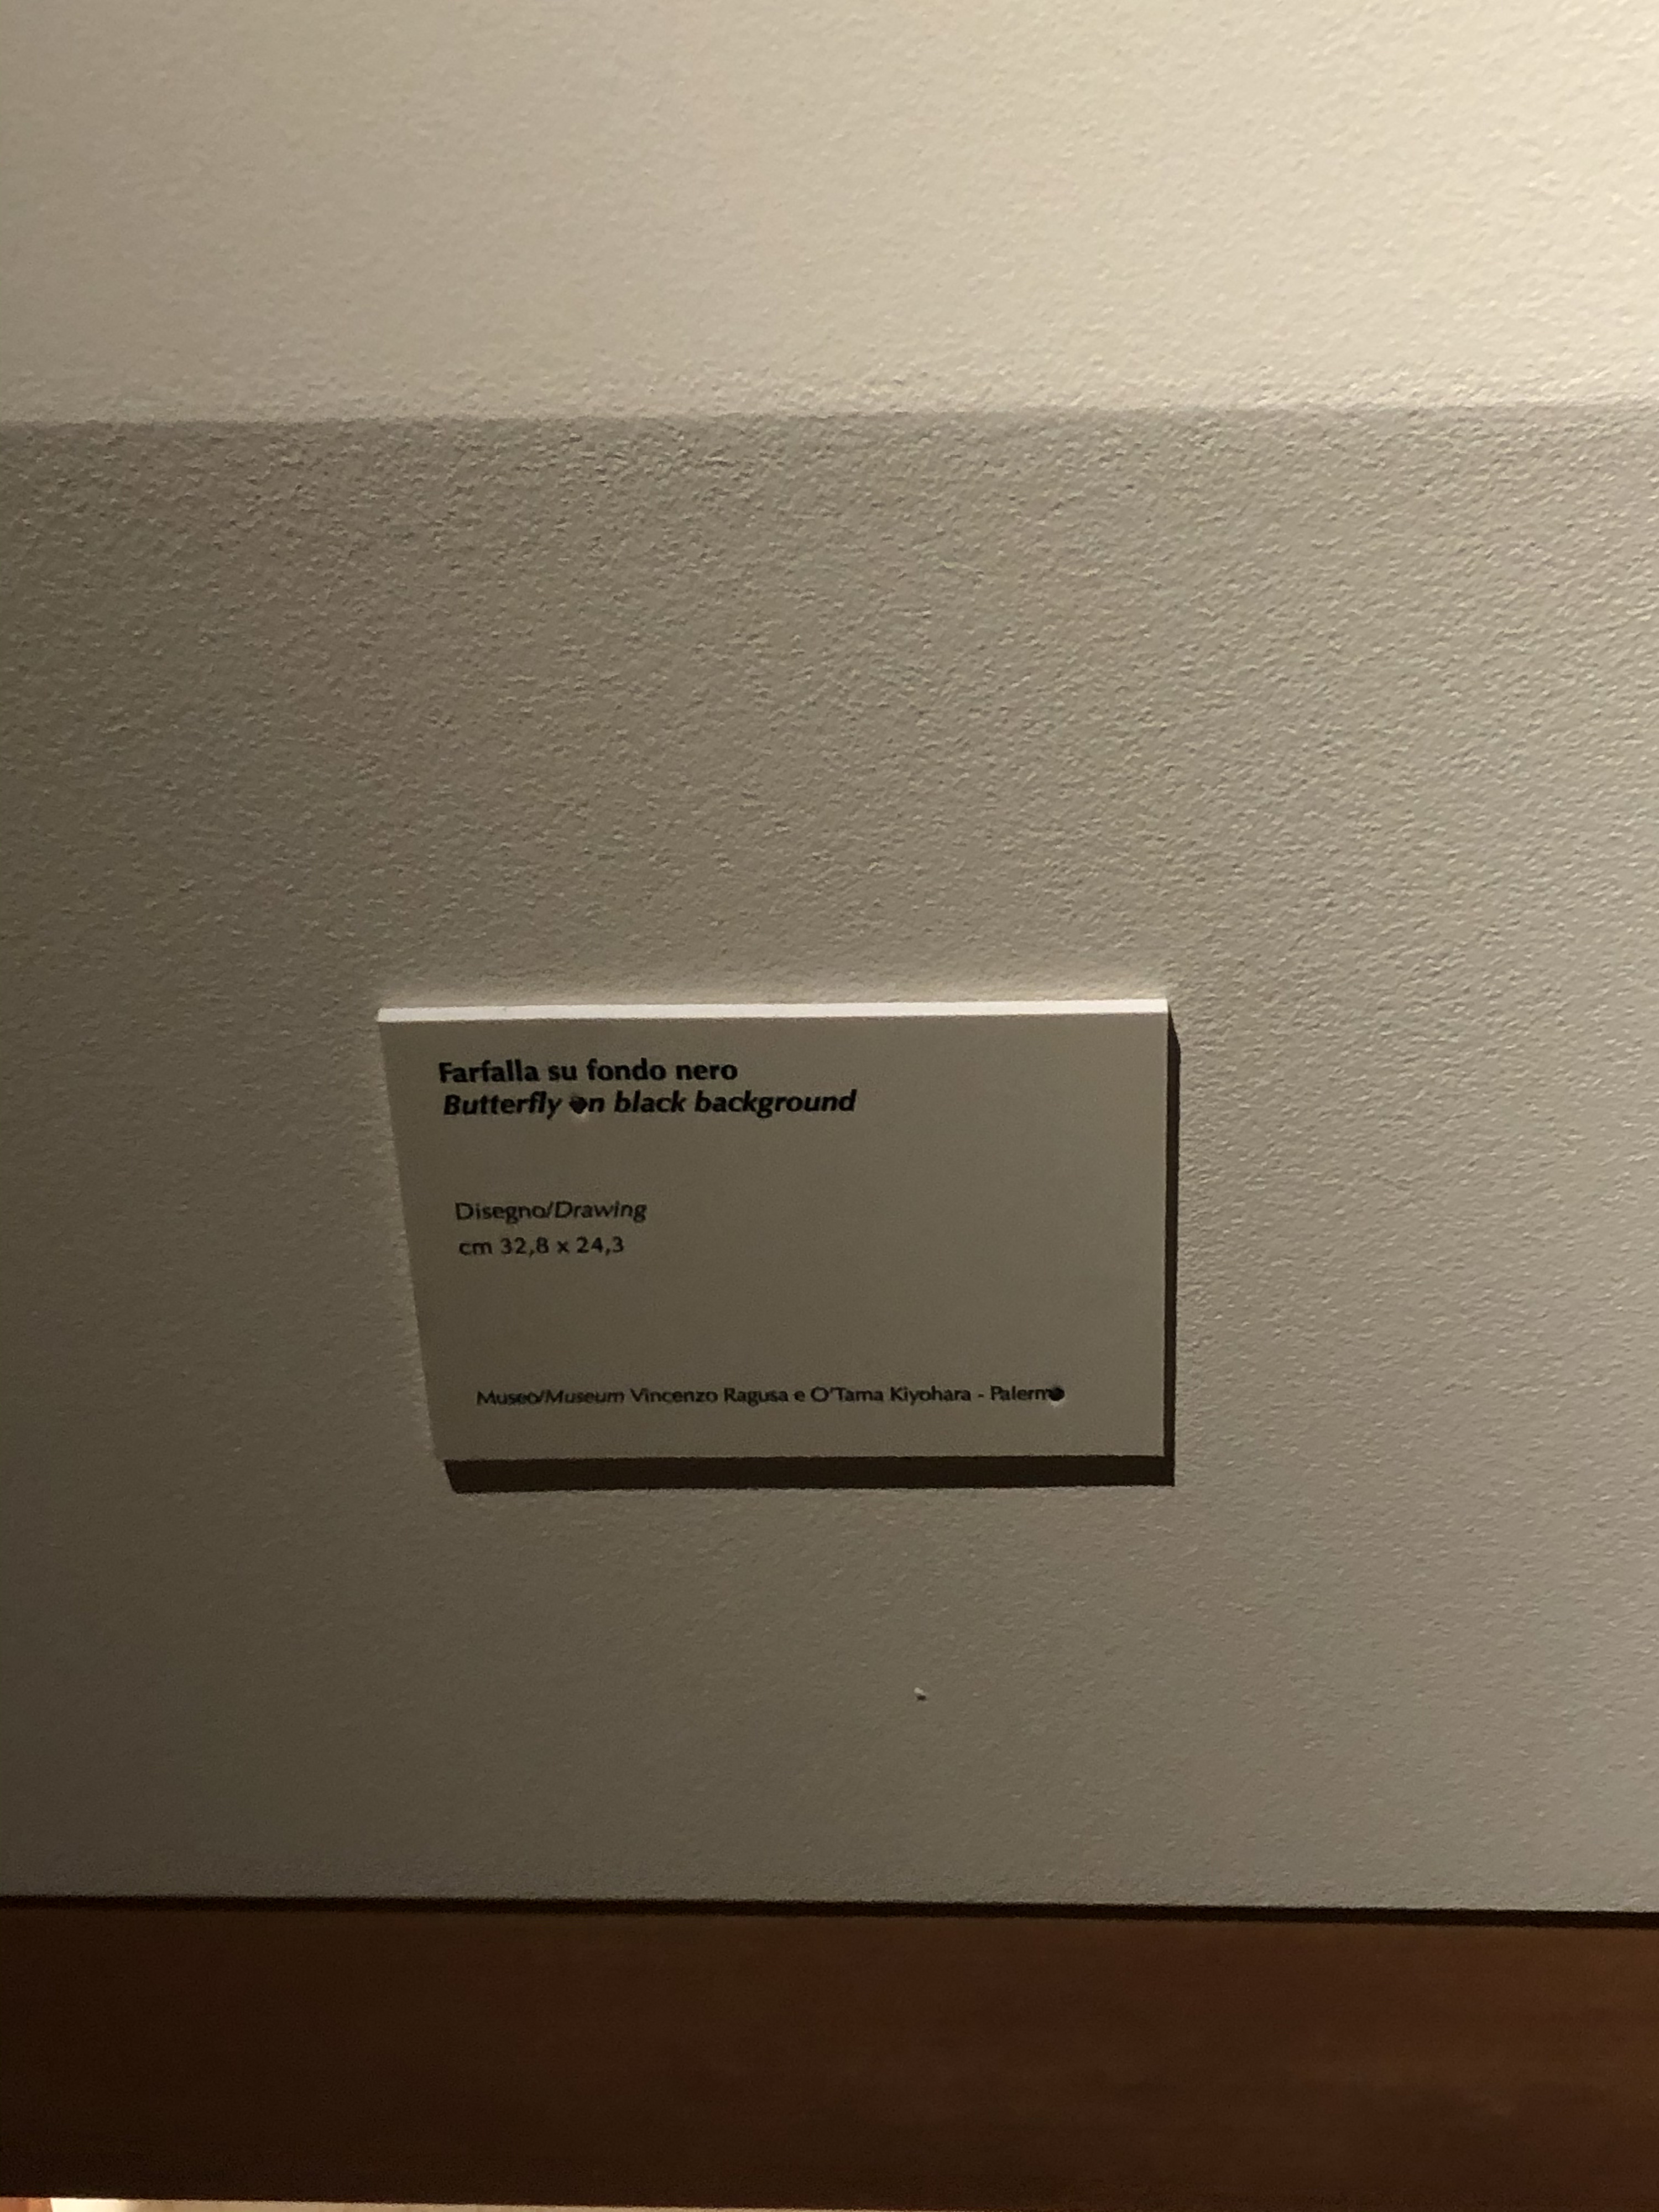 Farfalla su fondo nero
Butterfly on black background
Disegno/Drawing
cm 32,8 x 24,3
Museo/Museum Vincenzo Ragusa e O'Tama Kiyohara - Palermo